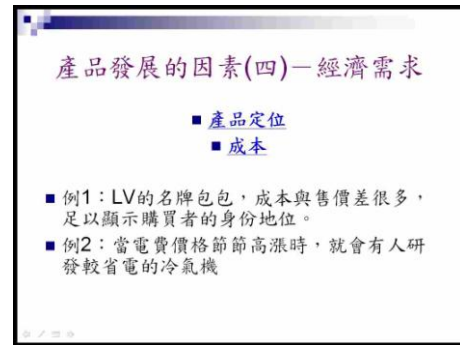 產品發展的因素(四)－經濟需求
■ 產品定位
■ 成本
■ 例1：LV的名牌包包，成本與售價差很多，
足以顯示購買者的身份地位。
■ 例2：當電費價格節節高漲時，就會有人研
發較省電的冷氣機